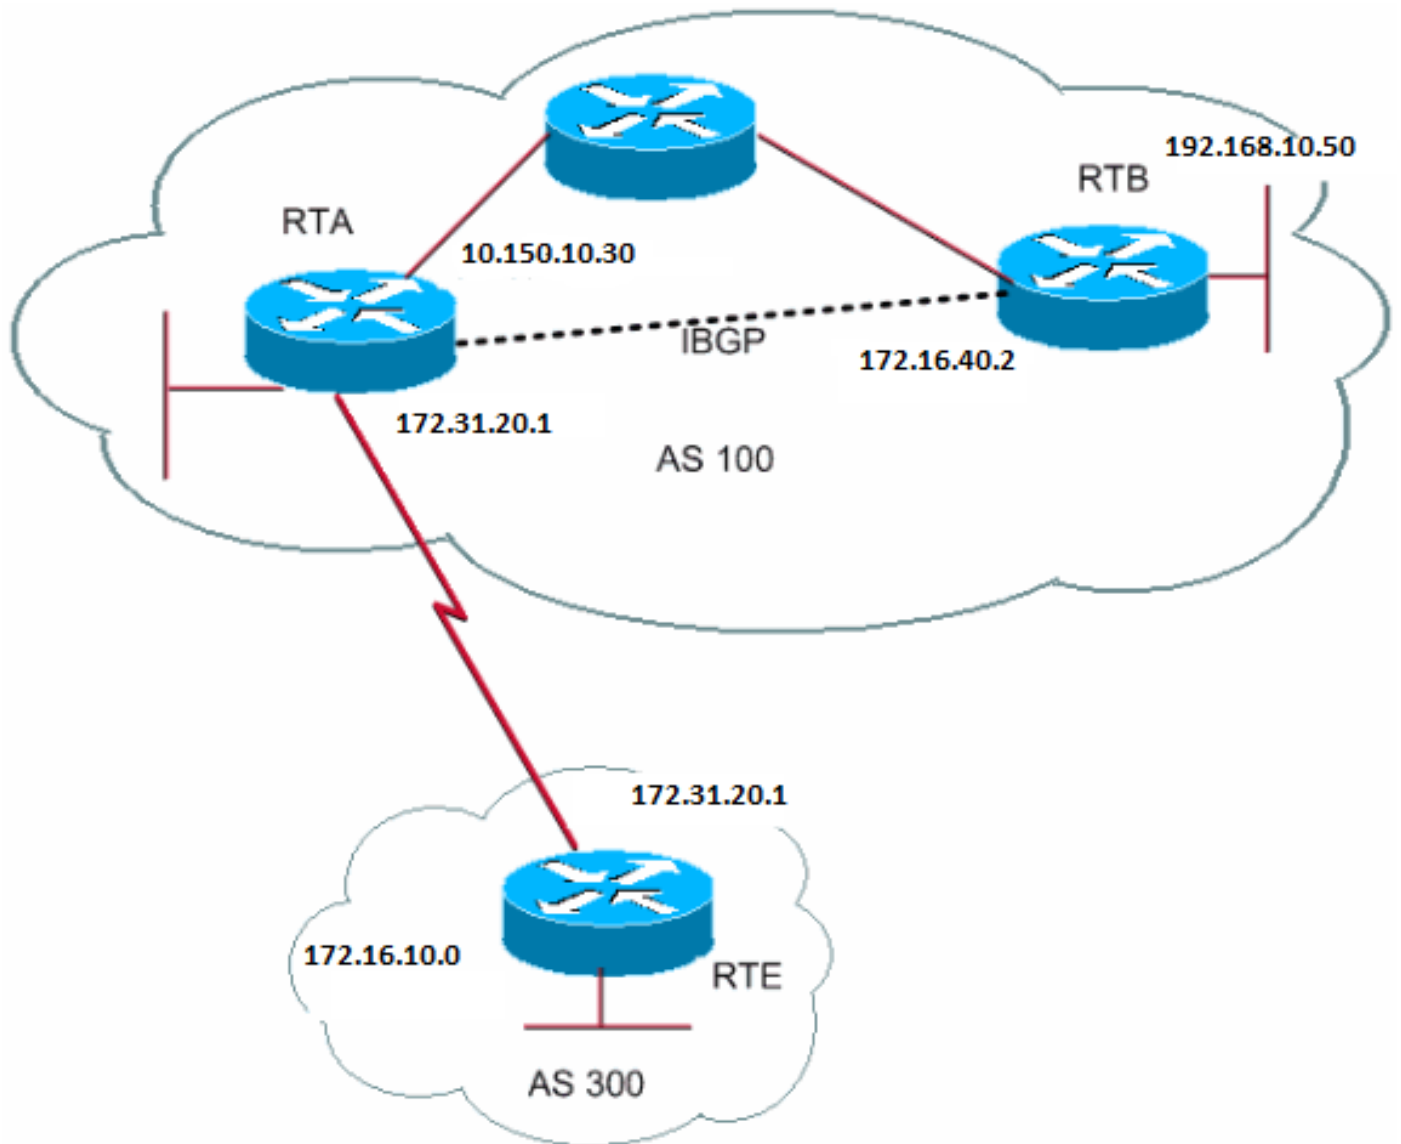 192.168.10.50
RTB
RTA
10.150.10.30
IBGP
172.16.40.2
172.31.20.1
AS 100
172.31.20.1
172.16.10.0
RTE
AS 300